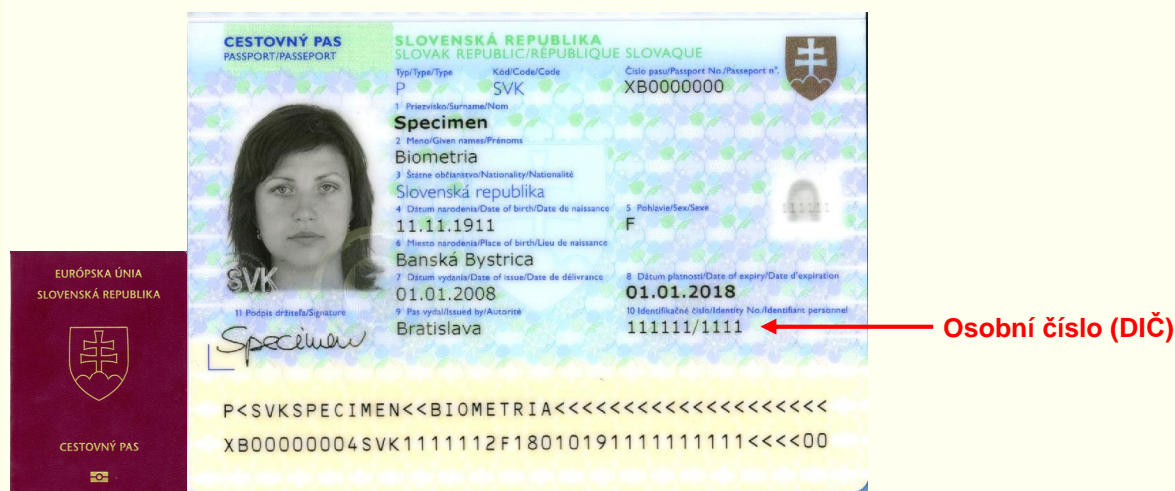 CESTOVNÝ PAS
PASSPORT/PASSEPORT
SLOVENSKÁ REPUBLIKA
SLOVAK REPUBLIC/RÉPUBLIQUE SLOVAQUE
Typ/Type/Type Kód/Code/Code Číslo pasu/Passport No./Passeport n°.
P SVK XB0000000
1 Priezvisko/Surname/Nom
Specimen
2 Meno/Given names/Prénoms
Biometria
3 Štátne občianstvo/Nationality/Nationalité
Slovenská republika
4 Dátum narodenia/Date of birth/Date de naissance 5 Pohlavie/Sex/Sexe
11.11.1911 F
6 Miesto narodenia/Place of birth/Lieu de naissance
Banská Bystrica
7 Dátum vydania/Date of issue/Date de délivrance 8 Dátum platnosti/Date of expiry/Date d'expiration
01.01.2008 01.01.2018
9 Pas vydal/Issued by/Autorité 10 Identifikačné číslo/Identity No./Identifiant personnel
Bratislava 111111/1111
SVK
11 Podpis držiteľa/Signature
Specimen
111111
P<SVKSPECIMEN<<BIOMETRIA<<<<<<<<<<<<<<<<<<<<
XB00000004SVK1111112F1801019111111111<<<<00
EURÓPSKA ÚNIA
SLOVENSKÁ REPUBLIKA
CESTOVNÝ PAS
Osobní číslo (DIČ)